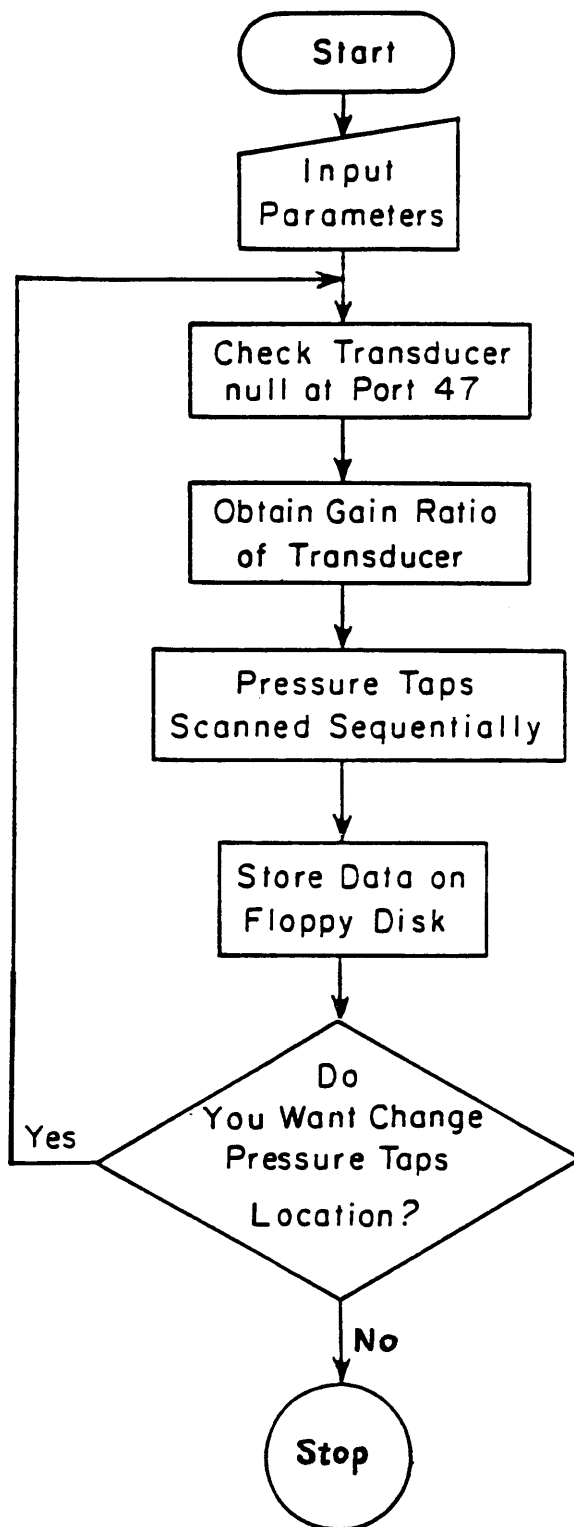 Start
Input
Parameters
Check Transducer
null at Port 47
Obtain Gain Ratio
of Transducer
Pressure Taps
Scanned Sequentially
Store Data on
Floppy Disk
Do
You Want Change
Pressure Taps
Location?
Yes
No
Stop